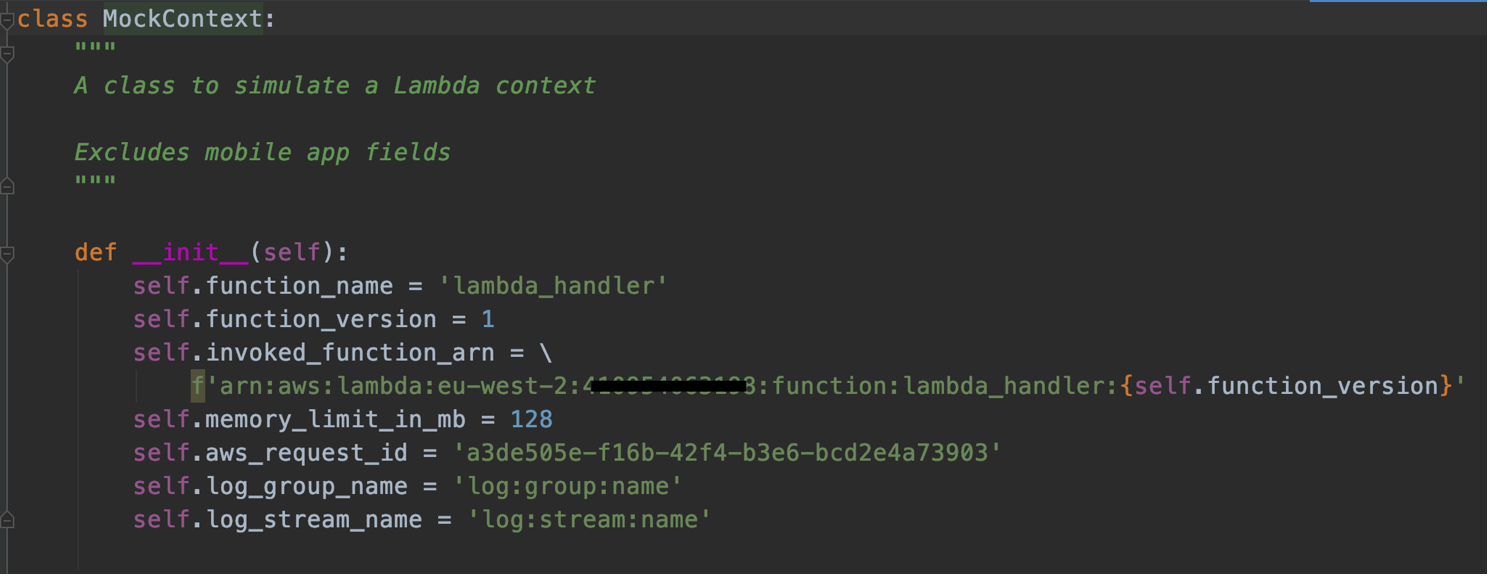 class MockContext:
"""
A class to simulate a Lambda context
Excludes mobile app fields
"""
def __init__(self):
self.function_name = 'lambda_handler'
self.function_version = 1
self.invoked_function_arn = \
f'arn:aws:lambda:eu-west-2::function:lambda_handler:{self.function_version}'
self.memory_limit_in_mb = 128
self.aws_request_id = 'a3de505e-f16b-42f4-b3e6-bcd2e4a73903'
self.log_group_name = 'log:group:name'
self.log_stream_name = 'log:stream:name'